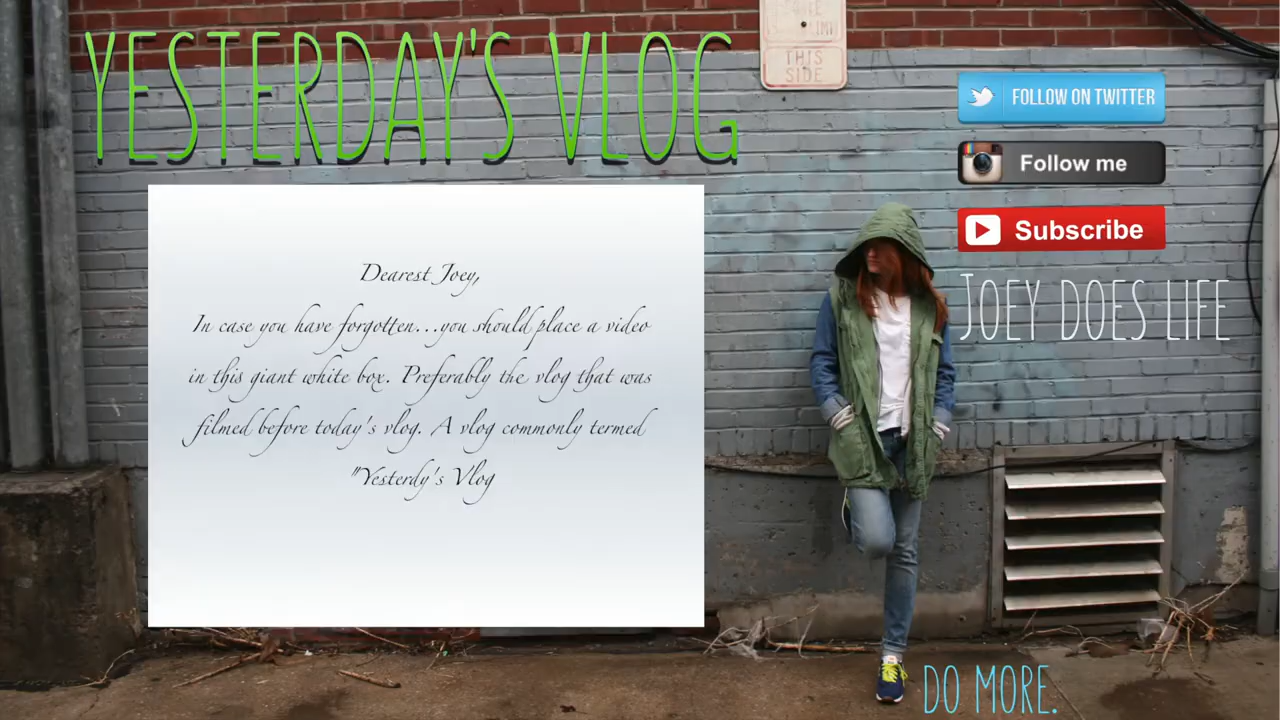 YESTERDAY'S VLOG
THIS
SIDE
FOLLOW ON TWITTER
Follow me
Subscribe
JOEY DOES LIFE
Dearest Joey,
In case you have forgotten...you should place a video
in this giant white box. Preferably the vlog that was
filmed before today's vlog. A vlog commonly termed
"Yesterdy's Vlog
DO MORE.